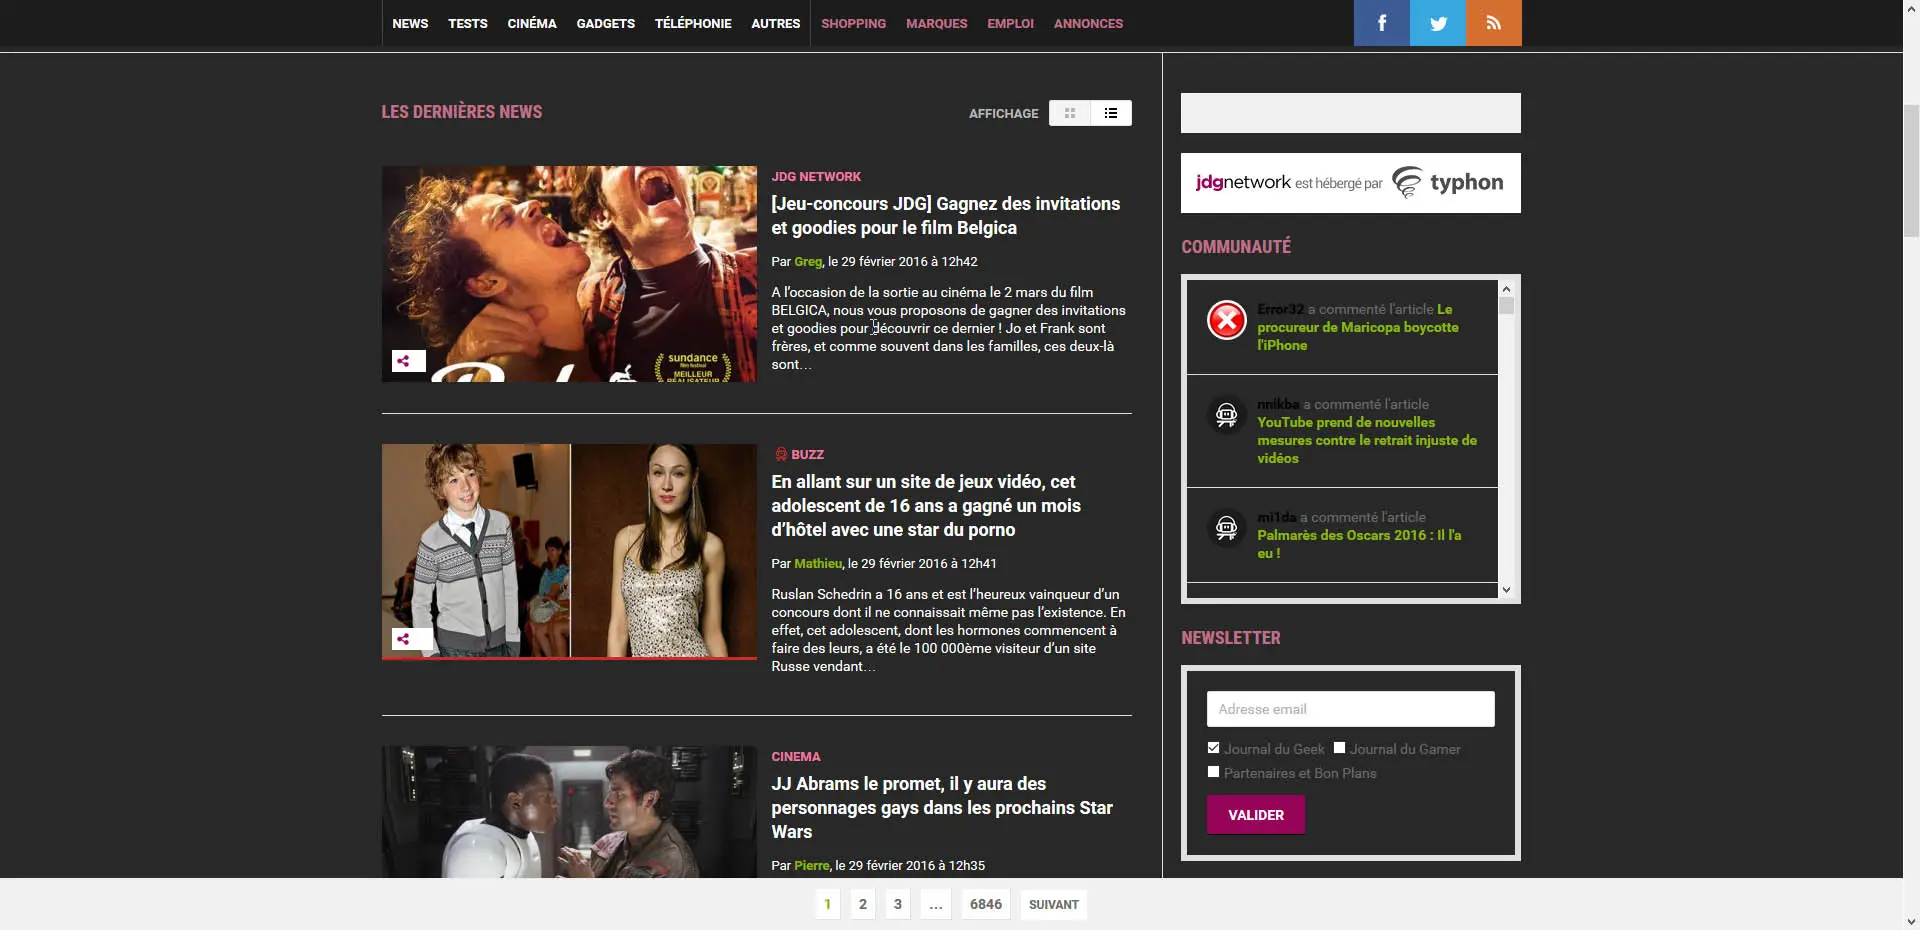 NEWS TESTS CINÉMA GADGETS TÉLÉPHONIE AUTRES SHOPPING MARQUES EMPLOI ANNONCES
LES DERNIÈRES NEWS
AFFICHAGE
JDG NETWORK
[Jeu-concours JDG] Gagnez des invitations
et goodies pour le film Belgica
Par Greg, le 29 février 2016 à 12h42
A l’occasion de la sortie au cinéma le 2 mars du film
BELGICA, nous vous proposons de gagner des invitations
et goodies pour découvrir ce dernier ! Jo et Frank sont
frères, et comme souvent dans les familles, ces deux-là
sont…
sundance
film festival
MEILLEUR
RÉALISATEUR
BUZZ
En allant sur un site de jeux vidéo, cet
adolescent de 16 ans a gagné un mois
d’hôtel avec une star du porno
Par Mathieu, le 29 février 2016 à 12h41
Ruslan Schedrin a 16 ans et est l’heureux vainqueur d’un
concours dont il ne connaissait même pas l’existence. En
effet, cet adolescent, dont les hormones commencent à
faire des leurs, a été le 100 000ème visiteur d’un site
Russe vendant…
CINEMA
JJ Abrams le promet, il y aura des
personnages gays dans les prochains Star
Wars
Par Pierre, le 29 février 2016 à 12h35
jdgnetwork est hébergé par typhon
COMMUNAUTÉ
Error32 a commenté l'article Le
procureur de Maricopa boycotte
l'iPhone
nnikba a commenté l'article
YouTube prend de nouvelles
mesures contre le retrait injuste de
vidéos
mi1da a commenté l'article
Palmarès des Oscars 2016 : Il l'a
eu !
NEWSLETTER
Adresse email
Journal du Geek Journal du Gamer
Partenaires et Bon Plans
VALIDER
1 2 3 ... 6846 SUIVANT